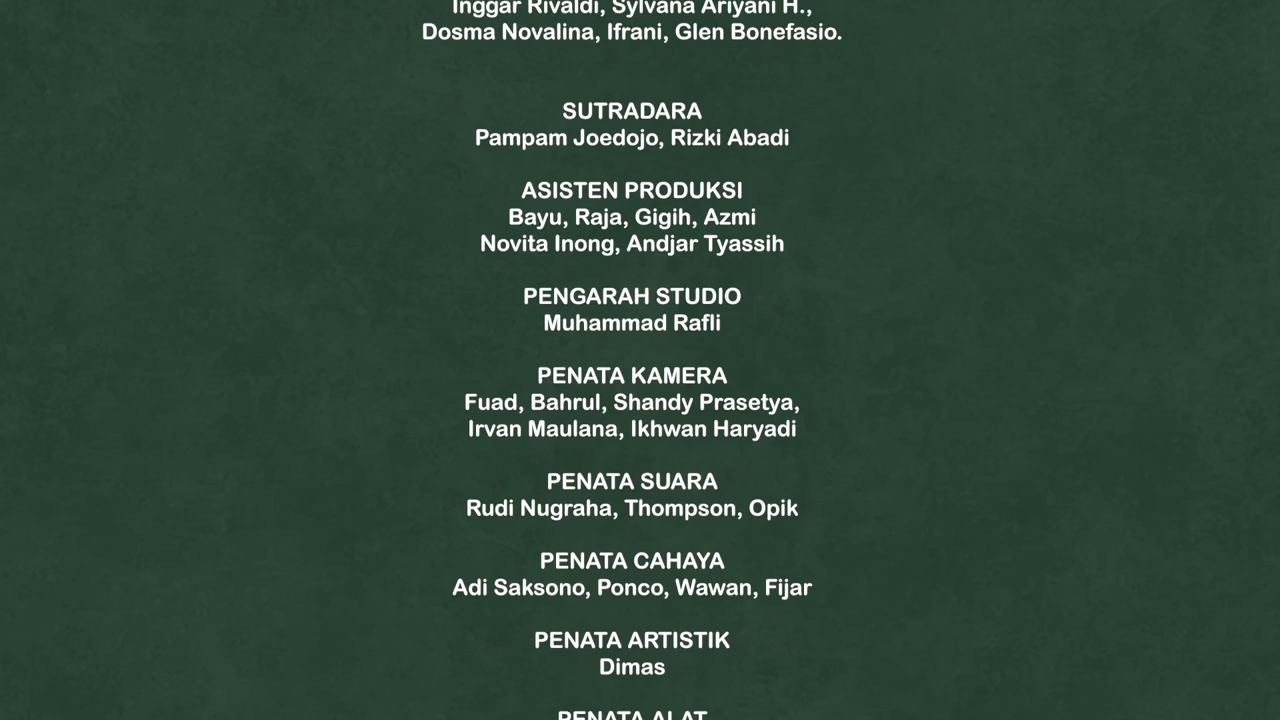 Inggar Rivaldi, Sylvana Ariyani H.,
Dosma Novalina, Ifrani, Glen Bonefasio.
SUTRADARA
Pampam Joedojo, Rizki Abadi
ASISTEN PRODUKSI
Bayu, Raja, Gigih, Azmi
Novita Inong, Andjar Tyassih
PENGARAH STUDIO
Muhammad Rafli
PENATA KAMERA
Fuad, Bahrul, Shandy Prasetya,
Irvan Maulana, Ikhwan Haryadi
PENATA SUARA
Rudi Nugraha, Thompson, Opik
PENATA CAHAYA
Adi Saksono, Ponco, Wawan, Fijar
PENATA ARTISTIK
Dimas
PENATA ALAT